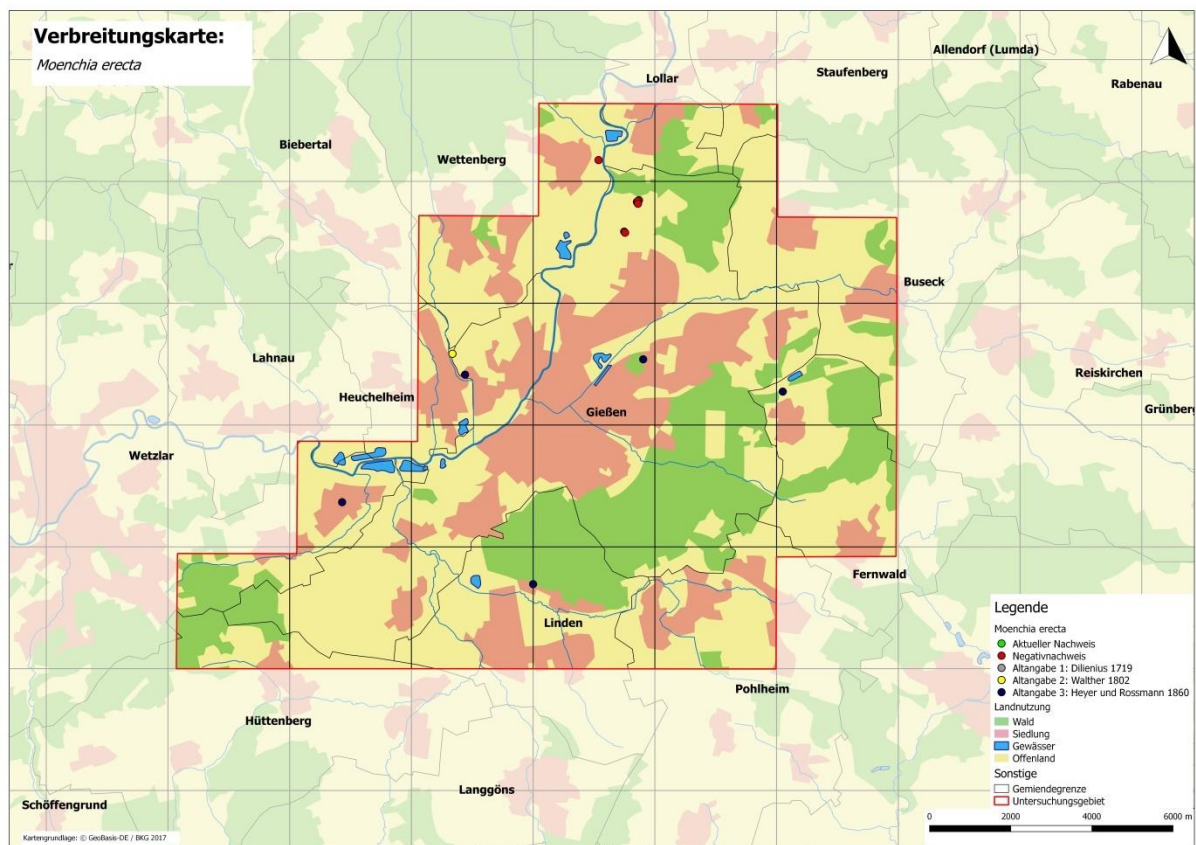 Verbreitungskarte:
Moenchia erecta
Allendorf (Lumda)
Staufenberg
Lollar
Rabenau
Biebertal
Wettenberg
Buseck
Lahnau
Heuchelheim
Reiskirchen
Grünberg
Gießen
Wetzlar
Fernwald
Linden
Pohlheim
Hüttenberg
Langgöns
Schöffengrund
Legende
Moenchia erecta
Aktueller Nachweis
Negativnachweis
Altangabe 1: Dillenius 1719
Altangabe 2: Walther 1802
Altangabe 3: Heyer und Rossmann 1860
Landnutzung
Wald
Siedlung
Gewässer
Offenland
Sonstige
Gemiendegrenze
Untersuchungsgebiet
0 2000 4000 6000 m
Kartengrundlage: © GeoBasis-DE / BKG 2017